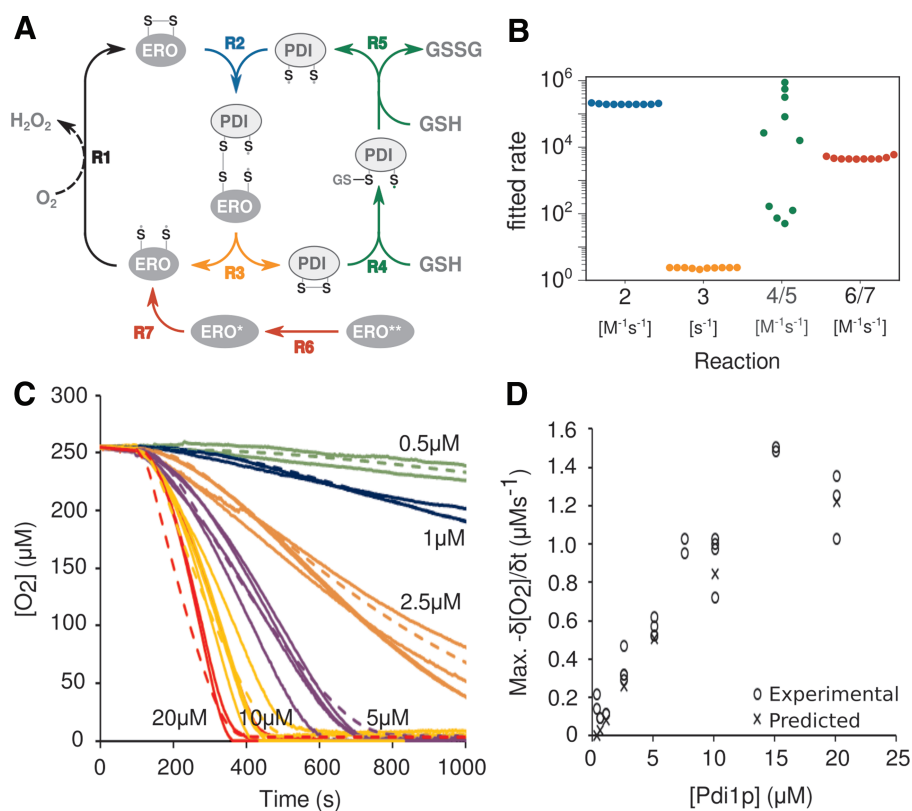 A
S S
ERO
R2
PDI
S S
R5
GSSG
H2O2
O2
R1
PDI
S S
S S
ERO
GSH
PDI
GS S S
S S
ERO
R3
PDI
S S
R4
GSH
R7
ERO*
R6
ERO**
B
fitted rate
10^6
10^4
10^2
10^0
2 3 4/5 6/7
[M⁻¹s⁻¹] [s⁻¹] [M⁻¹s⁻¹] [M⁻¹s⁻¹]
Reaction
C
[O2] (µM)
300
250
200
150
100
50
0
0.5µM
1µM
2.5µM
20µM 10µM 5µM
0 200 400 600 800 1000
Time (s)
D
Max. -δ[O2]/δt (µMs⁻¹)
1.6
1.4
1.2
1.0
0.8
0.6
0.4
0.2
0
Experimental
Predicted
0 5 10 15 20 25
[Pdi1p] (µM)